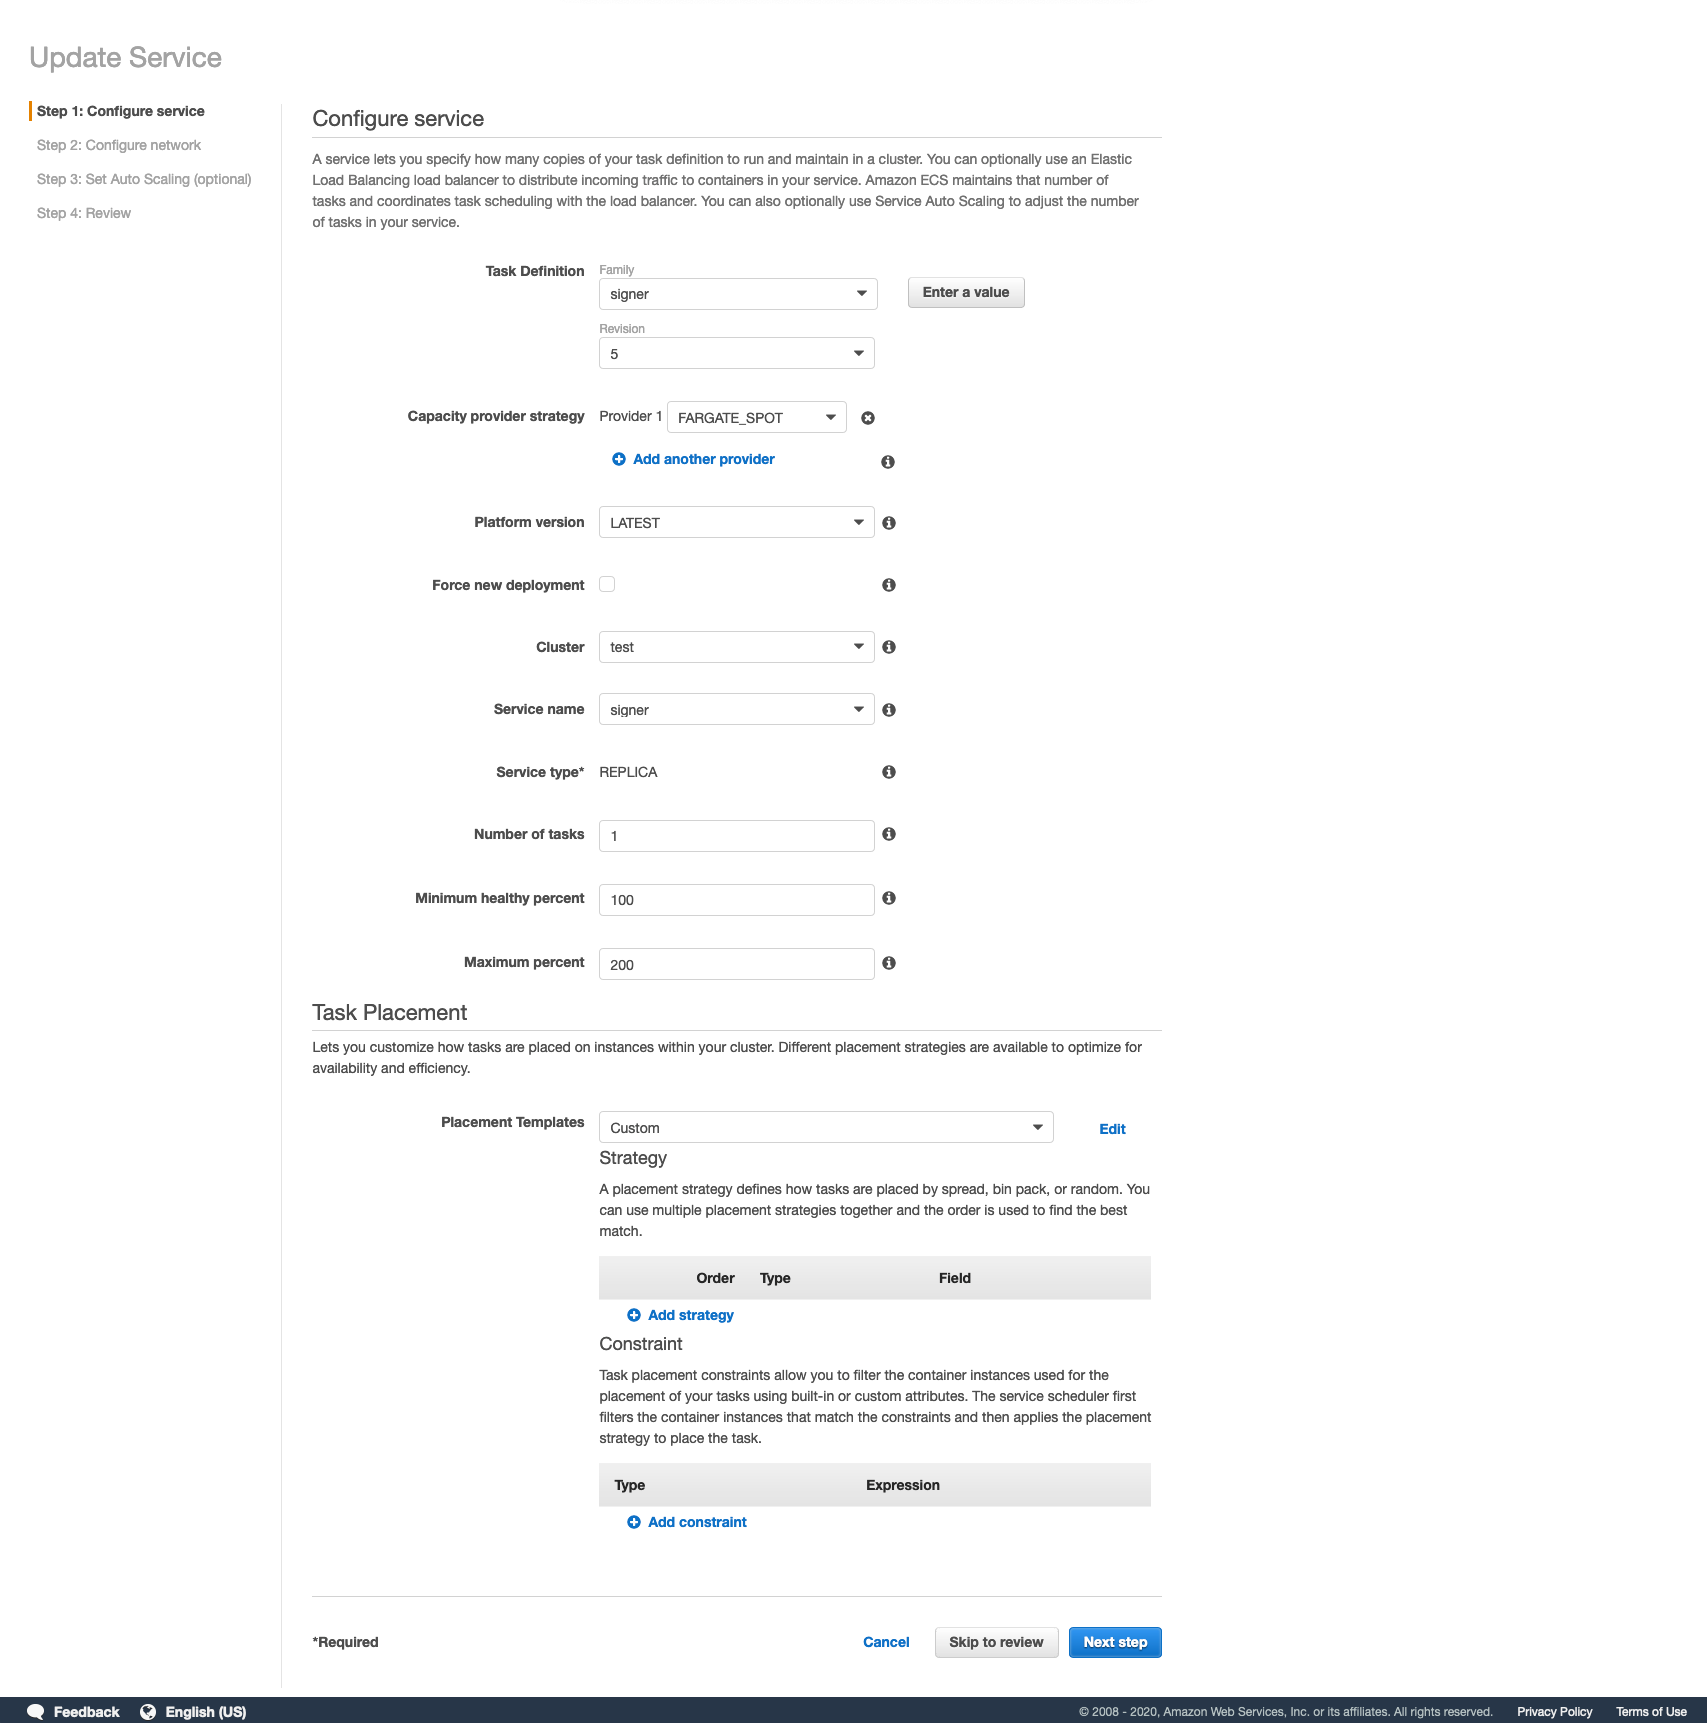 Update Service
Step 1: Configure service
Step 2: Configure network
Step 3: Set Auto Scaling (optional)
Step 4: Review
Configure service
A service lets you specify how many copies of your task definition to run and maintain in a cluster. You can optionally use an Elastic
Load Balancing load balancer to distribute incoming traffic to containers in your service. Amazon ECS maintains that number of
tasks and coordinates task scheduling with the load balancer. You can also optionally use Service Auto Scaling to adjust the number
of tasks in your service.
Task Definition
Family
signer
Enter a value
Revision
5
Capacity provider strategy
Provider 1
FARGATE_SPOT
Add another provider
Platform version
LATEST
Force new deployment
Cluster
test
Service name
signer
Service type*
REPLICA
Number of tasks
1
Minimum healthy percent
100
Maximum percent
200
Task Placement
Lets you customize how tasks are placed on instances within your cluster. Different placement strategies are available to optimize for
availability and efficiency.
Placement Templates
Custom
Edit
Strategy
A placement strategy defines how tasks are placed by spread, bin pack, or random. You
can use multiple placement strategies together and the order is used to find the best
match.
Order Type Field
Add strategy
Constraint
Task placement constraints allow you to filter the container instances used for the
placement of your tasks using built-in or custom attributes. The service scheduler first
filters the container instances that match the constraints and then applies the placement
strategy to place the task.
Type Expression
Add constraint
*Required
Cancel
Skip to review
Next step
Feedback
English (US)
© 2008 - 2020, Amazon Web Services, Inc. or its affiliates. All rights reserved.
Privacy Policy
Terms of Use